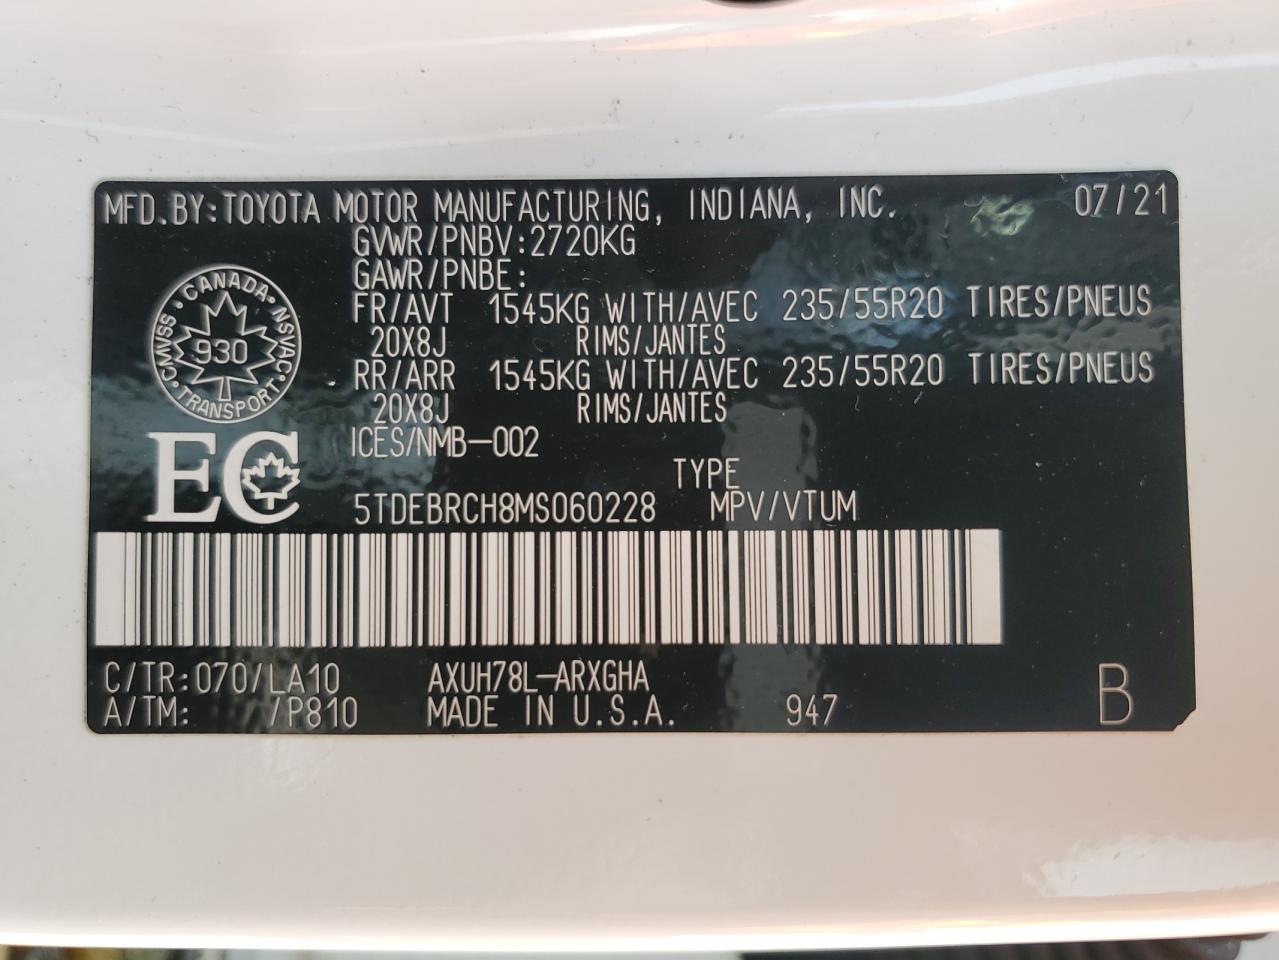 MFD.BY:TOYOTA MOTOR MANUFACTURING, INDIANA, INC. 07/21
GVWR/PNBV:2720KG
GAWR/PNBE:
FR/AVT 1545KG WITH/AVEC 235/55R20 TIRES/PNEUS
20X8J RIMS/JANTES
RR/ARR 1545KG WITH/AVEC 235/55R20 TIRES/PNEUS
20X8J RIMS/JANTES
CANADA
930
TRANSPORT
CMVSS • NSVAC
ICES/NMB-002
EC
TYPE
5TDEBRCH8MS060228 MPV/VTUM
C/TR:070/LA10 AXUH78L-ARXGHA
A/TM: /P810 MADE IN U.S.A. 947 B